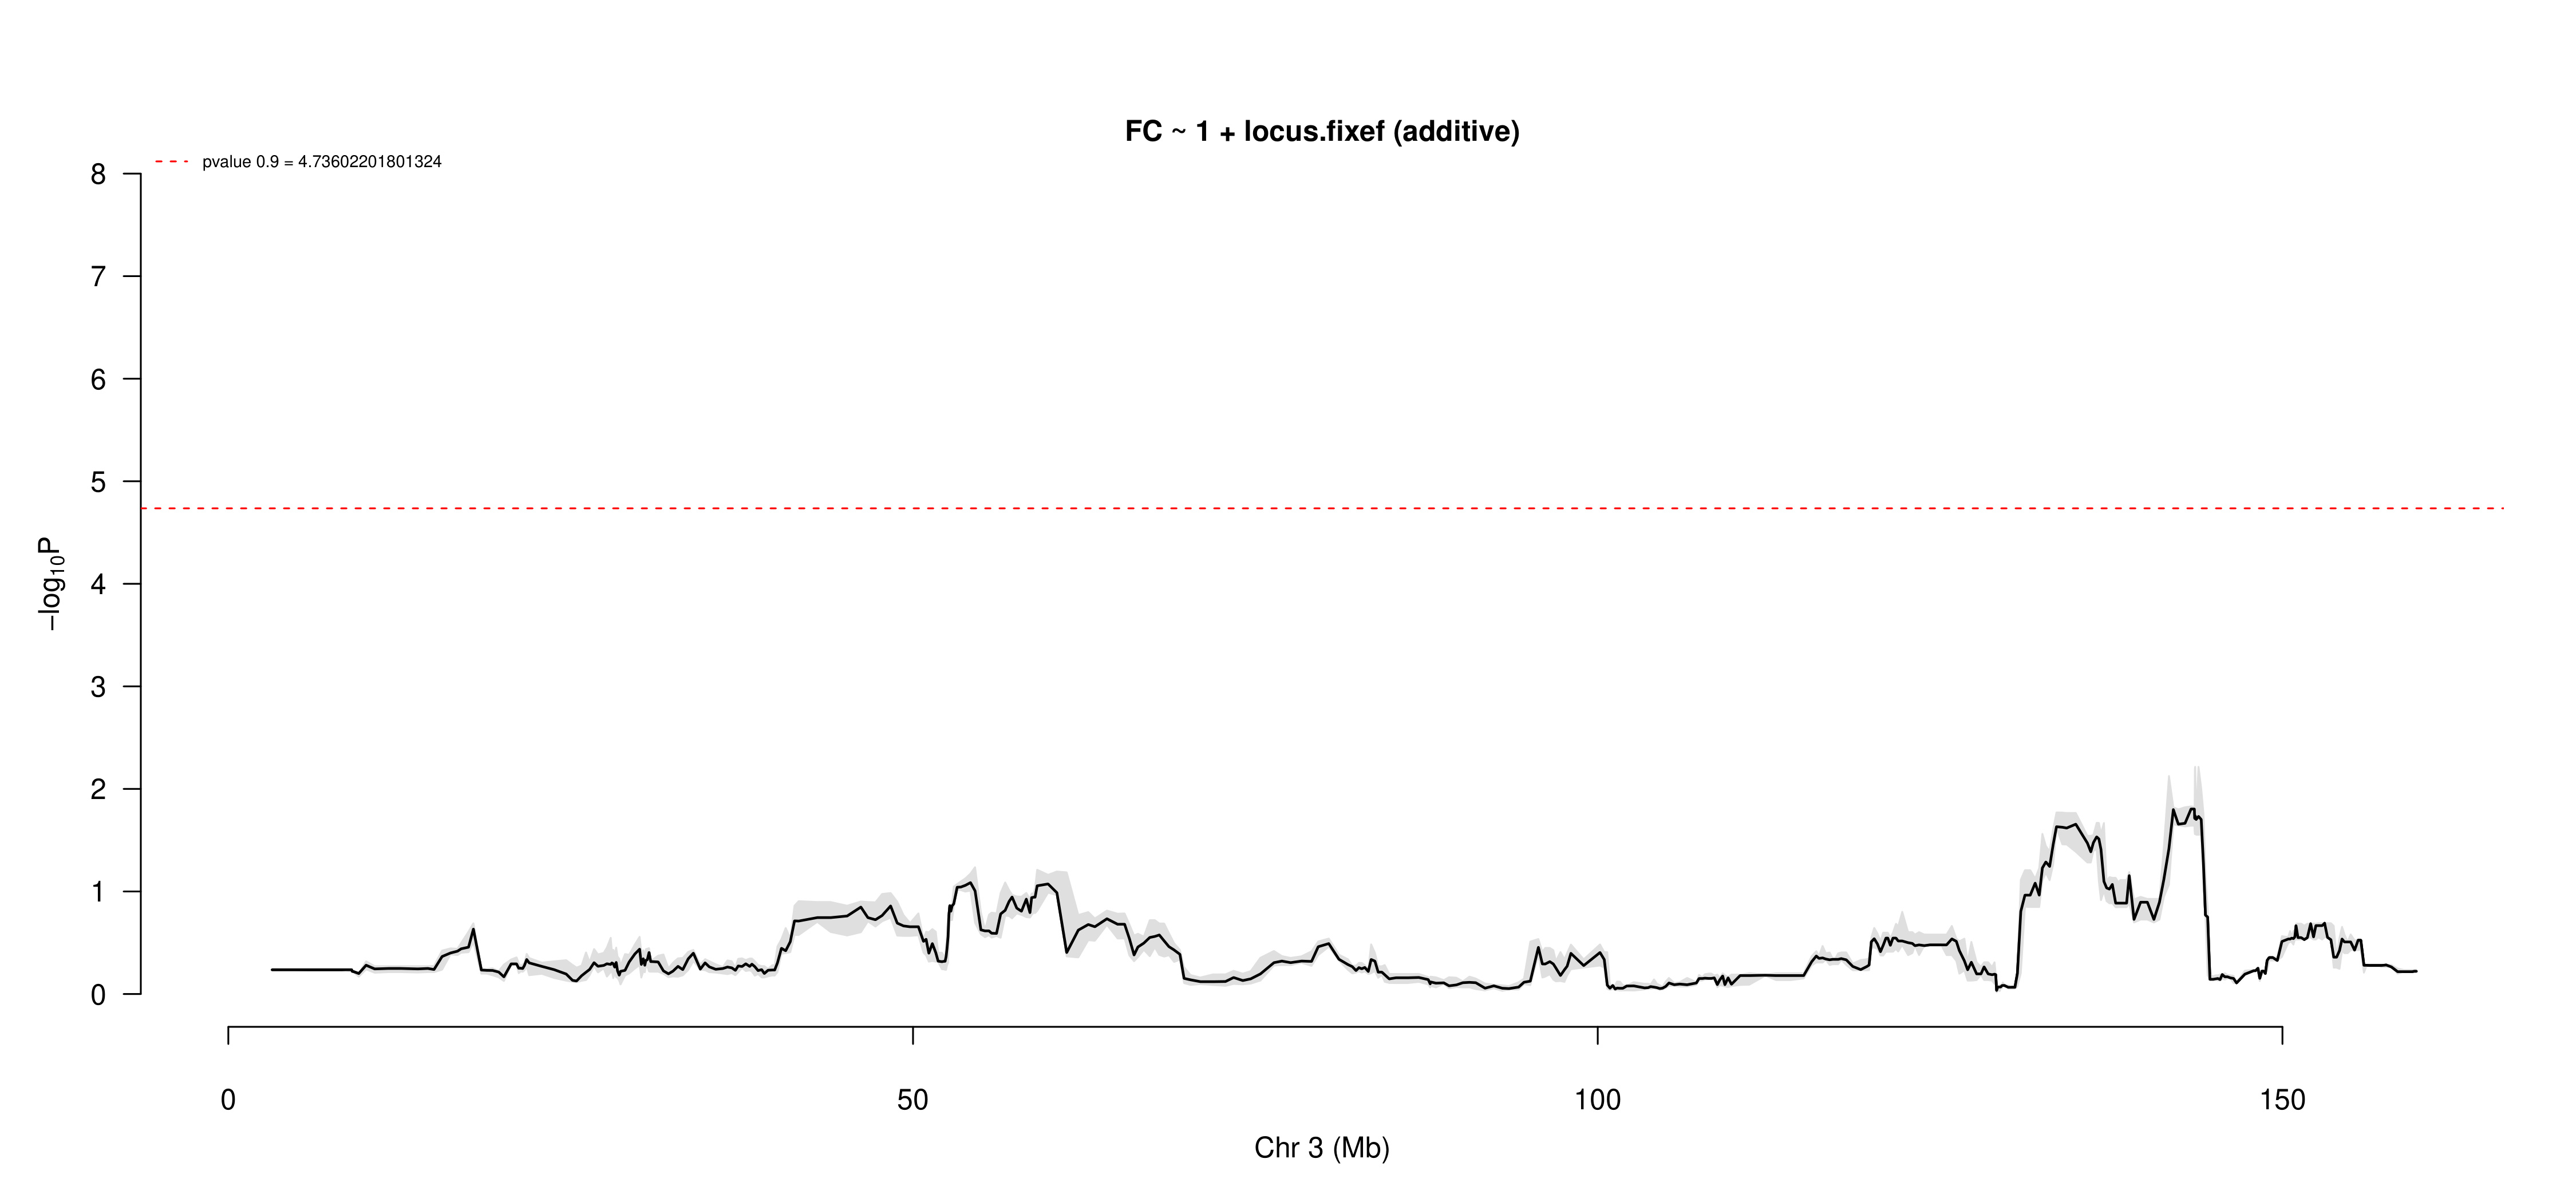 FC ~ 1 + locus.fixef (additive)
pvalue 0.9 = 4.73602201801324
8
7
6
5
4
3
2
1
0
−log10P
0 50 100 150
Chr 3 (Mb)